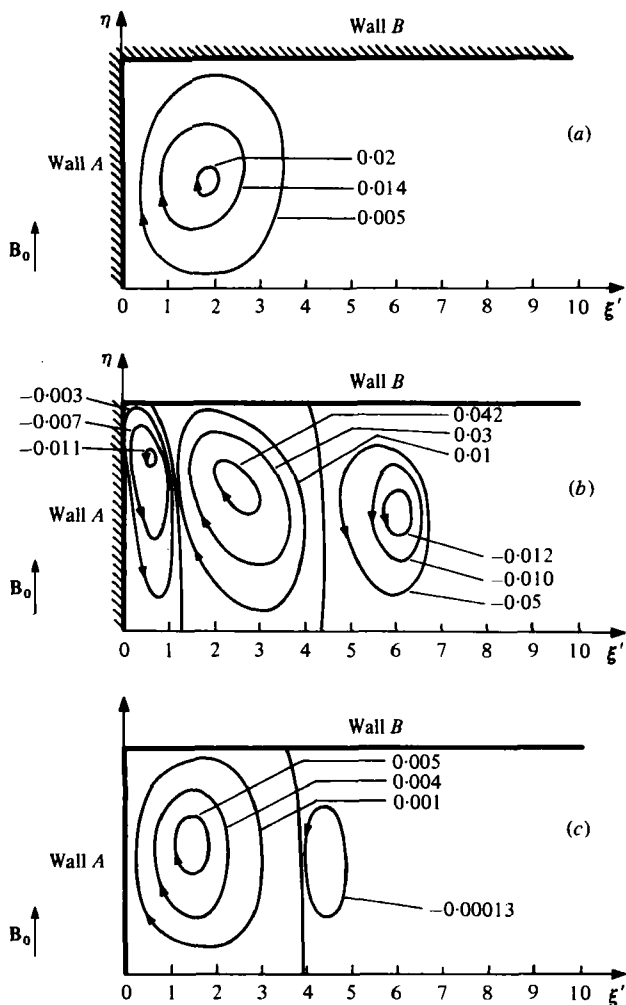 η
Wall B
(a)
Wall A
0·02
0·014
0·005
B₀
0 1 2 3 4 5 6 7 8 9 10 ξ′
η
Wall B
−0·003
−0·007
−0·011
0·042
0·03
0·01
(b)
Wall A
−0·012
−0·010
−0·05
B₀
0 1 2 3 4 5 6 7 8 9 10 ξ′
Wall B
0·005
0·004
0·001
(c)
Wall A
−0·00013
B₀
0 1 2 3 4 5 6 7 8 9 10 ξ′